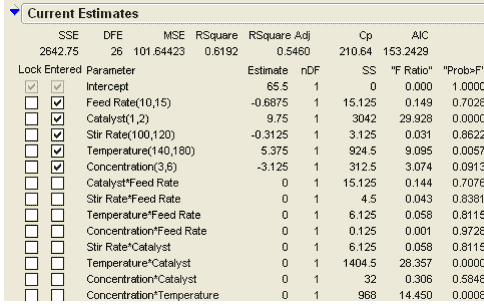 Current Estimates
SSE DFE MSE RSquare RSquare Adj Cp AIC
2642.75 26 101.64423 0.6192 0.5460 210.64 153.2429
Lock Entered Parameter Estimate nDF SS "F Ratio" "Prob>F"
Intercept 65.5 1 0 0.000 1.0000
Feed Rate(10,15) -0.6875 1 15.125 0.149 0.7028
Catalyst(1,2) 9.75 1 3042 29.928 0.0000
Stir Rate(100,120) -0.3125 1 3.125 0.031 0.8622
Temperature(140,180) 5.375 1 924.5 9.095 0.0057
Concentration(3,6) -3.125 1 312.5 3.074 0.0913
Catalyst*Feed Rate 0 1 15.125 0.144 0.7076
Stir Rate*Feed Rate 0 1 4.5 0.043 0.8381
Temperature*Feed Rate 0 1 6.125 0.058 0.8115
Concentration*Feed Rate 0 1 0.125 0.001 0.9728
Stir Rate*Catalyst 0 1 6.125 0.058 0.8115
Temperature*Catalyst 0 1 1404.5 28.357 0.0000
Concentration*Catalyst 0 1 32 0.306 0.5848
Concentration*Temperature 0 1 968 14.450 0.0008